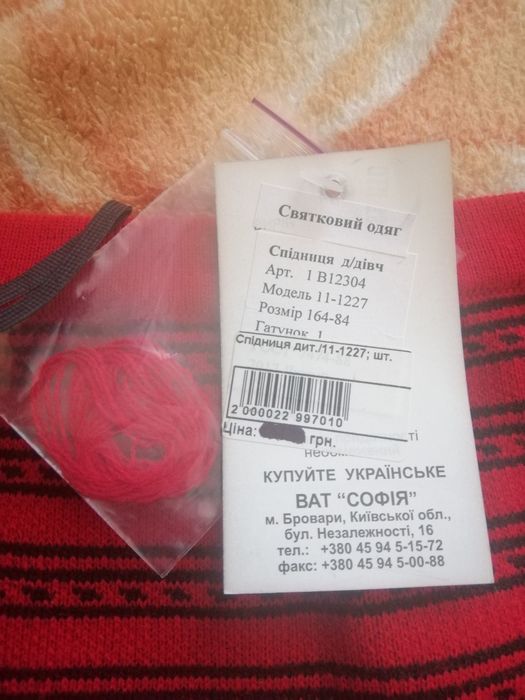 Святковий одяг
Спідниця д/дівч
Арт. 1 В12304
Модель 11-1227
Розмір 164-84
Гатунок 1
Спідниця дит./11-1227; шт.
2 000022 997010
Ціна: грн.
КУПУЙТЕ УКРАЇНСЬКЕ
ВАТ “СОФІЯ”
м. Бровари, Київської обл.,
бул. Незалежності, 16
тел.: +380 45 94 5-15-72
факс: +380 45 94 5-00-88